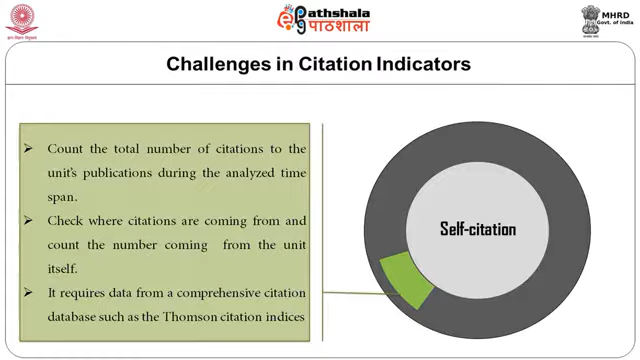 Pathshala
पाठशाला
MHRD
Govt. of India
Challenges in Citation Indicators
➢ Count the total number of citations to the
unit's publications during the analyzed time
span.
➢ Check where citations are coming from and
count the number coming from the unit
itself.
➢ It requires data from a comprehensive citation
database such as the Thomson citation indices
Self-citation